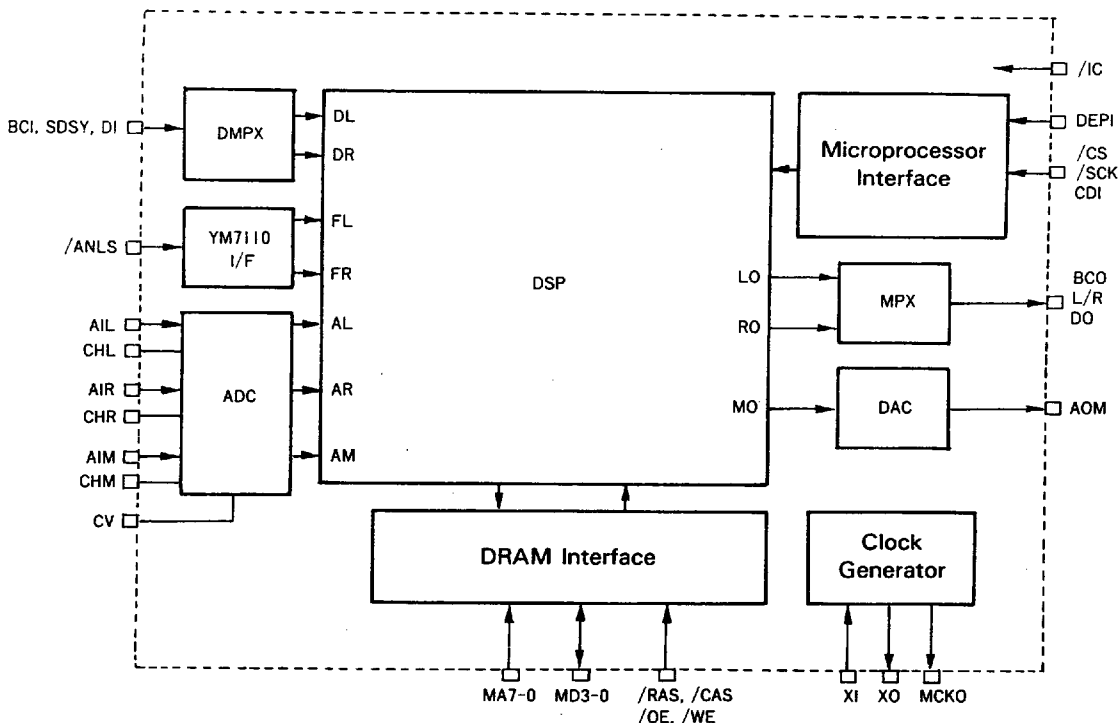 /IC
BCI, SDSY, DI
DMPX
DL
DR
Microprocessor
Interface
DEPI
/CS
/SCK
CDI
/ANLS
YM7110
I/F
FL
FR
DSP
LO
RO
MPX
BCO
L/R
DO
AIL
CHL
AIR
CHR
AIM
CHM
CV
ADC
AL
AR
AM
MO
DAC
AOM
DRAM Interface
Clock
Generator
MA7-0
MD3-0
/RAS, /CAS
/OE, /WE
XI
XO
MCKO